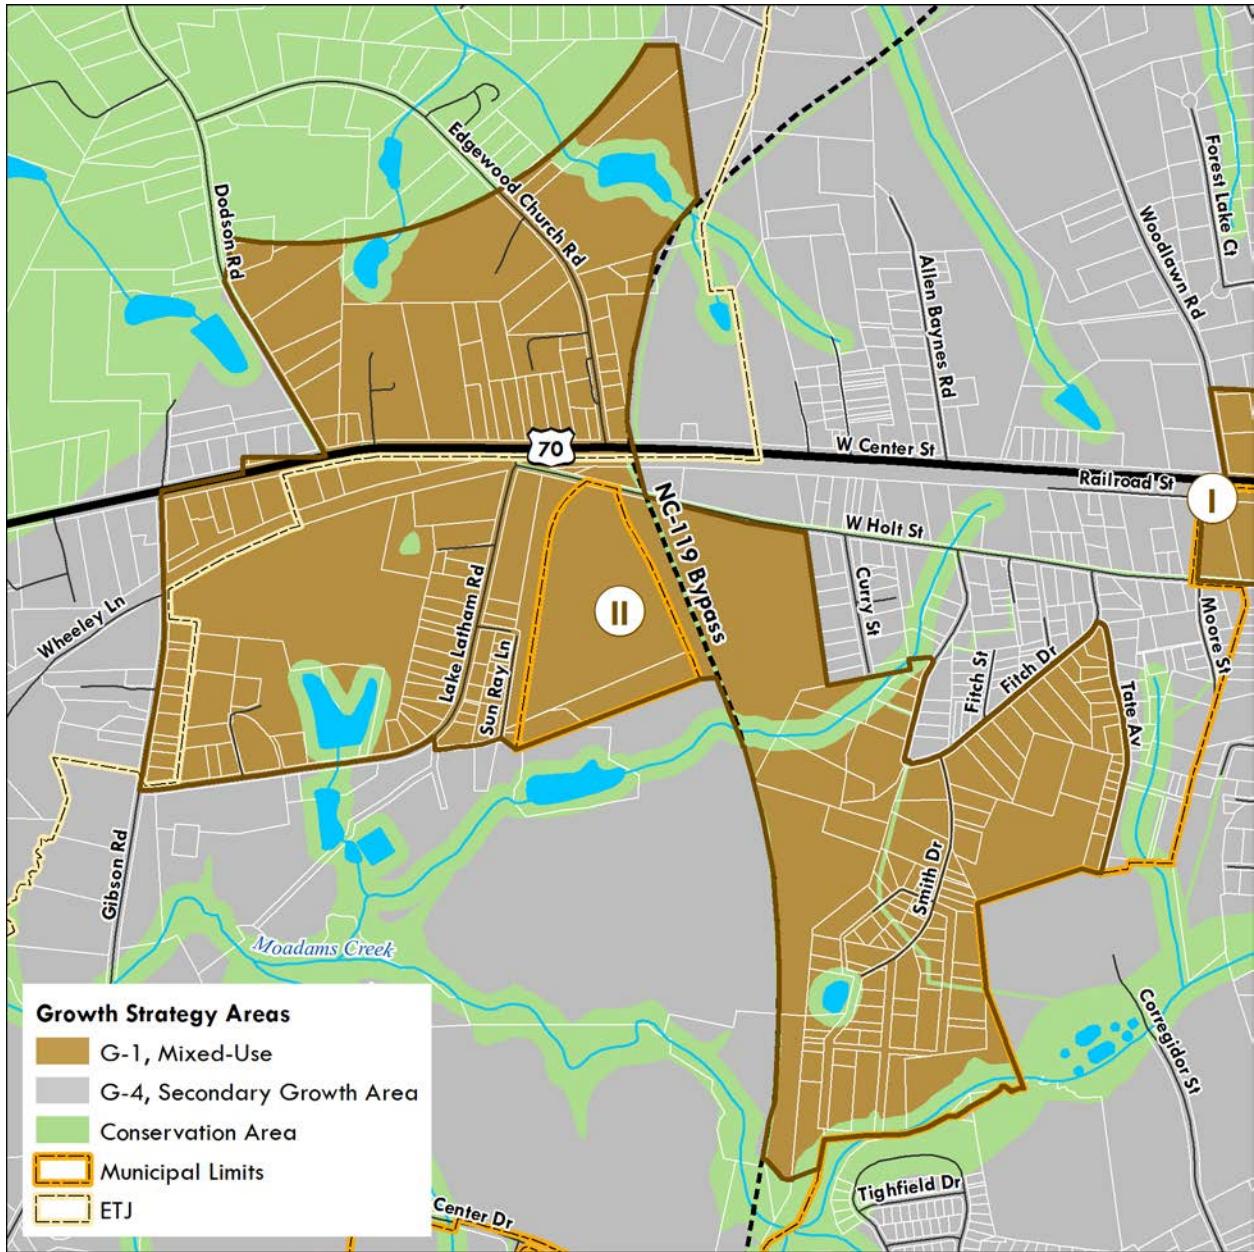 Dodson Rd
Edgewood Church Rd
Forest Lake Ct
Woodlawn Rd
Allen Baynes Rd
70
W Center St
Railroad St
I
NC-119 Bypass
W Holt St
Wheeley Ln
Lake Latham Rd
Sun Ray Ln
II
Curry St
Fitch St
Fitch Dr
Moore St
Tate Av
Gibson Rd
Smith Dr
Moadams Creek
Corregidor St
Tighfield Dr
Center Dr
Growth Strategy Areas
G-1, Mixed-Use
G-4, Secondary Growth Area
Conservation Area
Municipal Limits
ETJ